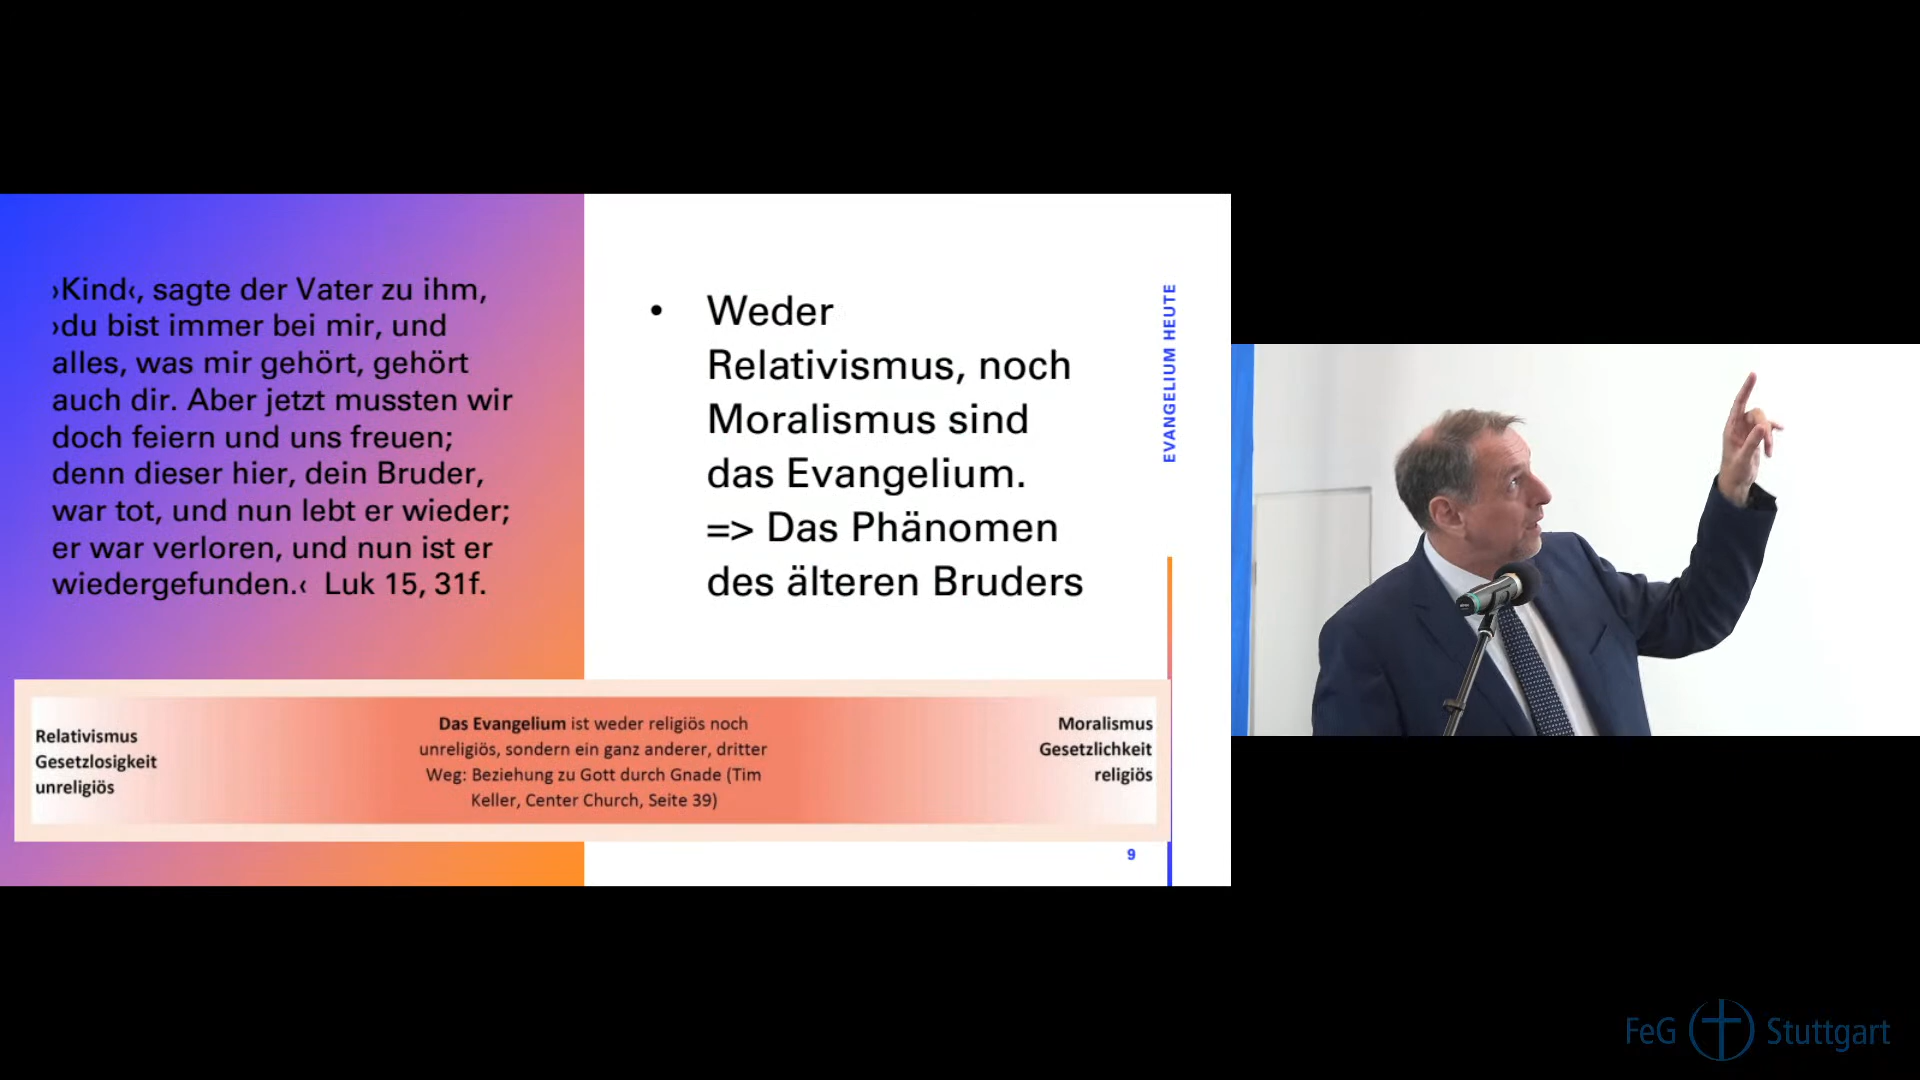 ›Kind‹, sagte der Vater zu ihm,
›du bist immer bei mir, und
alles, was mir gehört, gehört
auch dir. Aber jetzt mussten wir
doch feiern und uns freuen;
denn dieser hier, dein Bruder,
war tot, und nun lebt er wieder;
er war verloren, und nun ist er
wiedergefunden.‹  Luk 15, 31f.
• Weder
Relativismus, noch
Moralismus sind
das Evangelium.
=> Das Phänomen
des älteren Bruders
EVANGELIUM HEUTE
Relativismus
Gesetzlosigkeit
unreligiös
Das Evangelium ist weder religiös noch
unreligiös, sondern ein ganz anderer, dritter
Weg: Beziehung zu Gott durch Gnade (Tim
Keller, Center Church, Seite 39)
Moralismus
Gesetzlichkeit
religiös
9
FeG Stuttgart